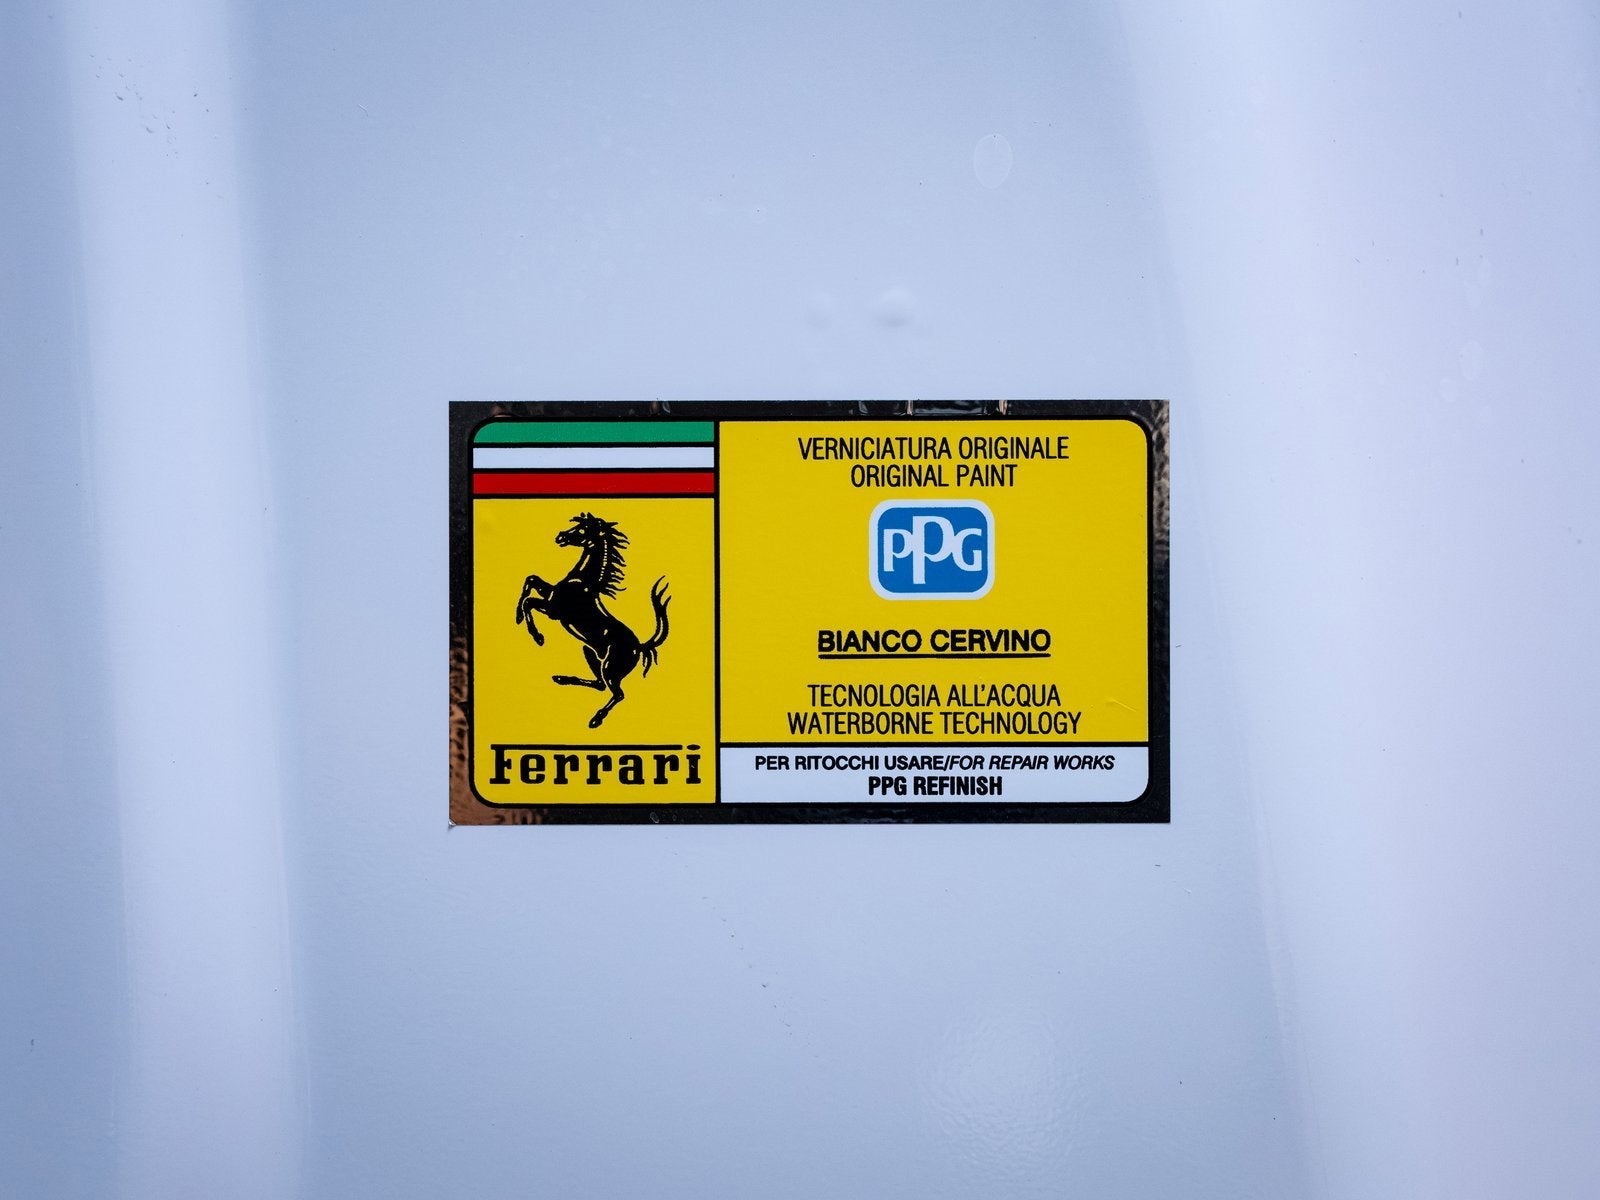 Ferrari
VERNICIATURA ORIGINALE
ORIGINAL PAINT
PPG
BIANCO CERVINO
TECNOLOGIA ALL'ACQUA
WATERBORNE TECHNOLOGY
PER RITOCCHI USARE/FOR REPAIR WORKS
PPG REFINISH